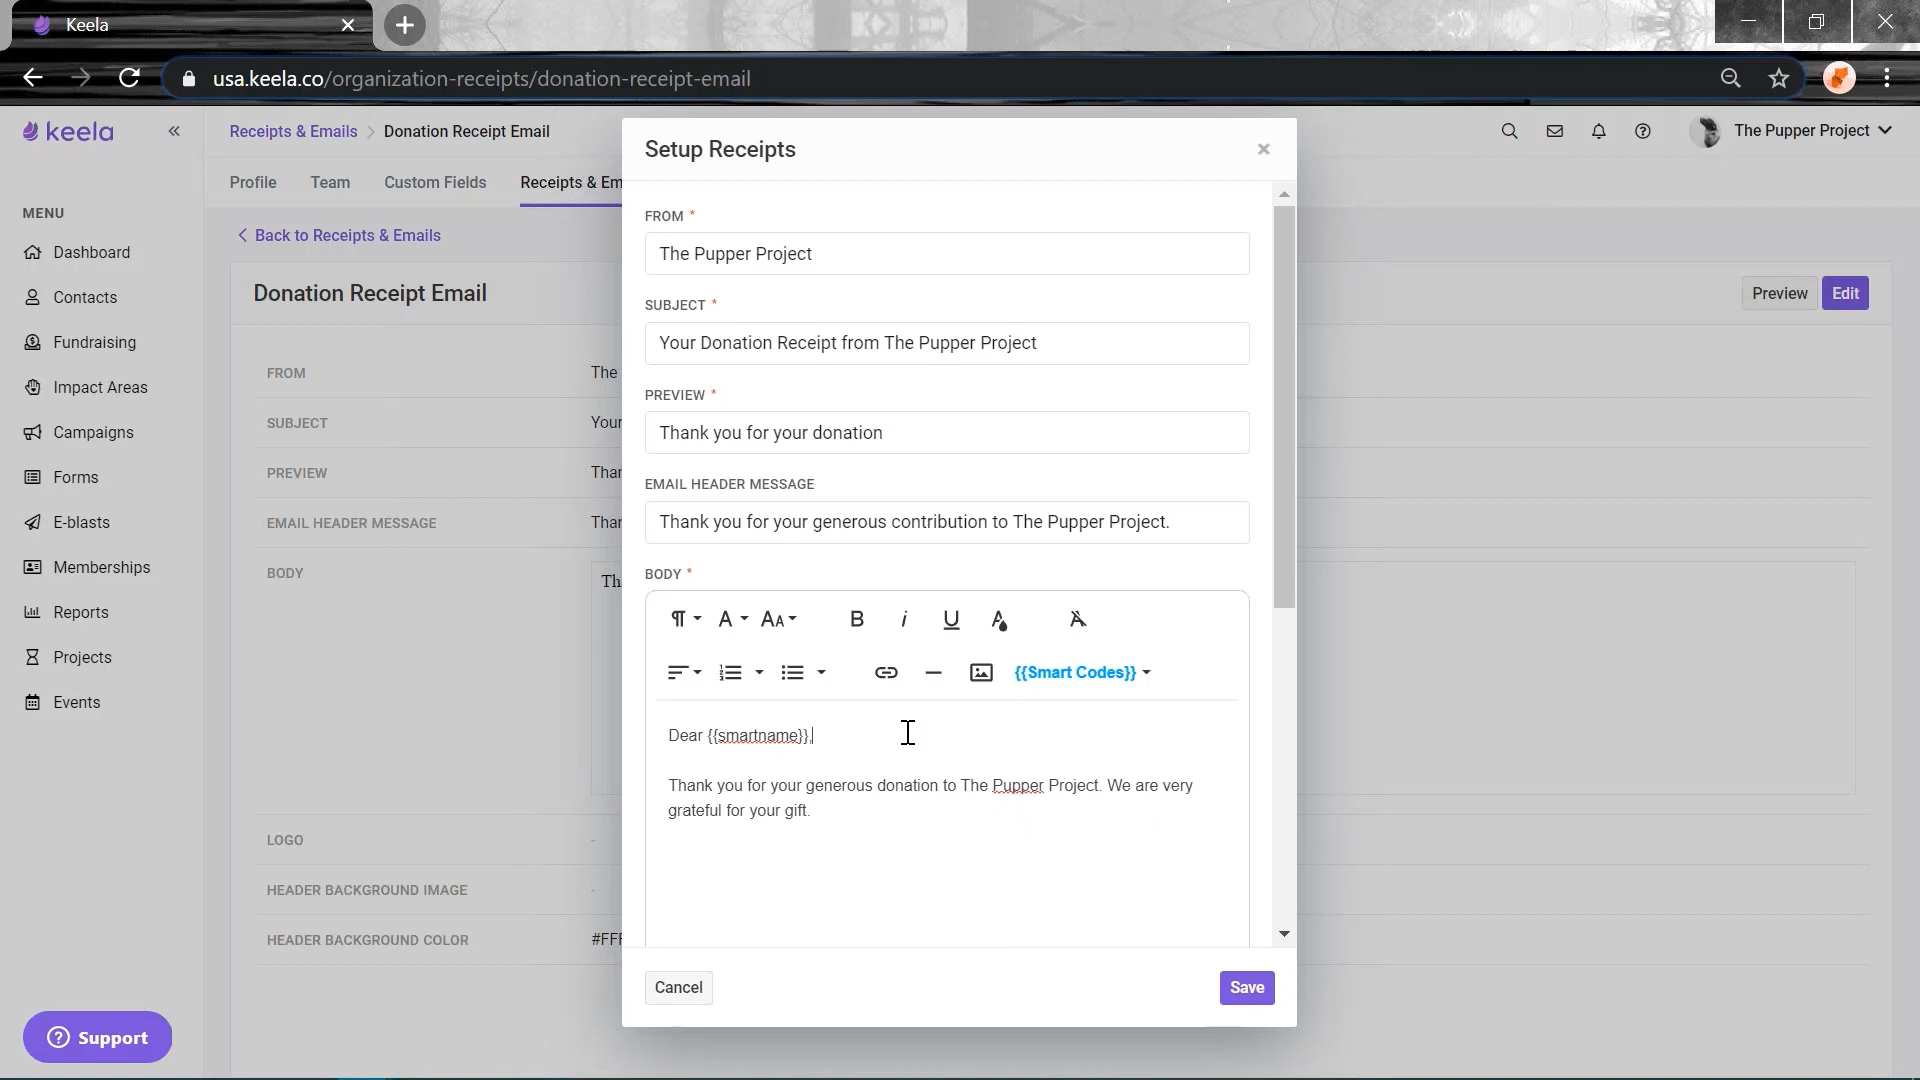 Keela
usa.keela.co/organization-receipts/donation-receipt-email
keela
Receipts & Emails > Donation Receipt Email
The Pupper Project
Profile
Team
Custom Fields
Receipts & Em
MENU
Dashboard
Contacts
Fundraising
Impact Areas
Campaigns
Forms
E-blasts
Memberships
Reports
Projects
Events
Support
Back to Receipts & Emails
Donation Receipt Email
Preview
Edit
FROM
The
SUBJECT
Your
PREVIEW
Than
EMAIL HEADER MESSAGE
Than
BODY
Th
LOGO
-
HEADER BACKGROUND IMAGE
-
HEADER BACKGROUND COLOR
#FFF
Setup Receipts
FROM *
The Pupper Project
SUBJECT *
Your Donation Receipt from The Pupper Project
PREVIEW *
Thank you for your donation
EMAIL HEADER MESSAGE
Thank you for your generous contribution to The Pupper Project.
BODY *
{{Smart Codes}}
Dear {{smartname}},
Thank you for your generous donation to The Pupper Project. We are very
grateful for your gift.
Cancel
Save